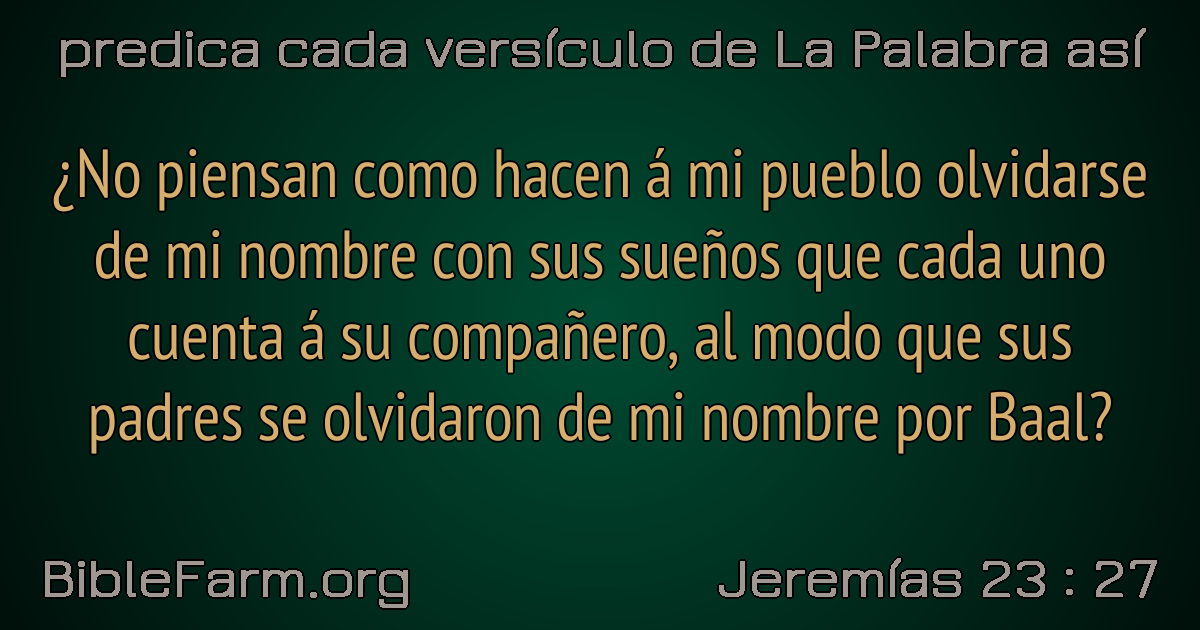 predica cada versículo de La Palabra así
¿No piensan como hacen á mi pueblo olvidarse
de mi nombre con sus sueños que cada uno
cuenta á su compañero, al modo que sus
padres se olvidaron de mi nombre por Baal?
BibleFarm.org
Jeremías 23 : 27